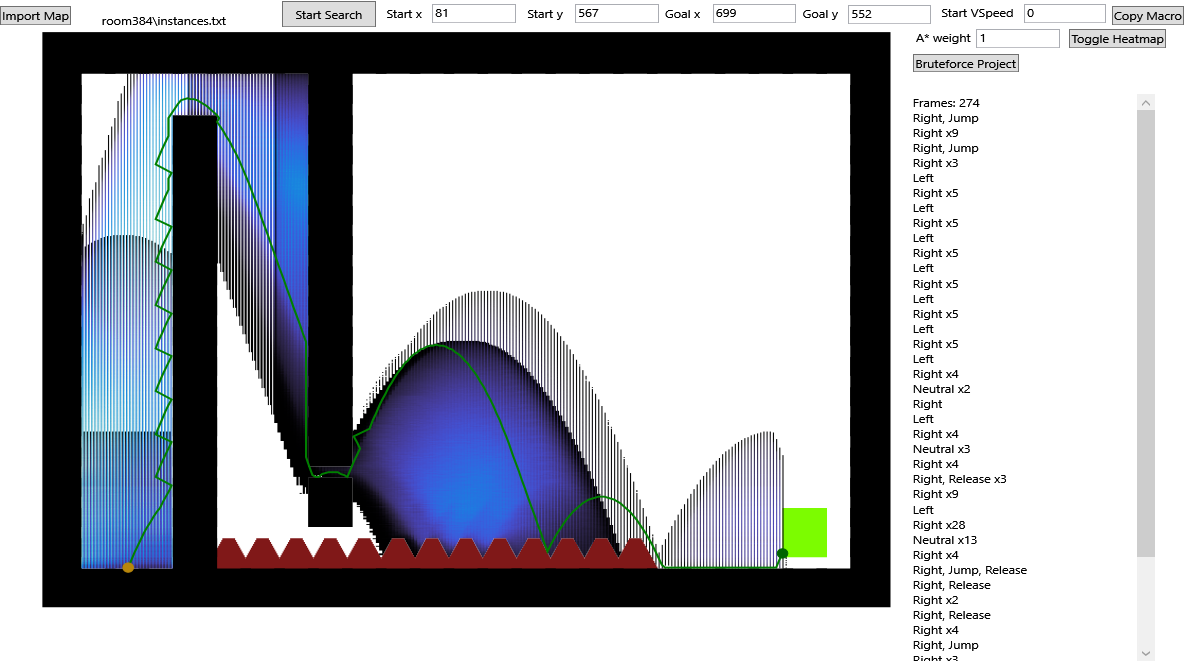 Import Map
room384\instances.txt
Start Search
Start x 81
Start y 567
Goal x 699
Goal y 552
Start VSpeed 0
Copy Macro
A* weight 1
Toggle Heatmap
Bruteforce Project
Frames: 274
Right, Jump
Right x9
Right, Jump
Right x3
Left
Right x5
Left
Right x5
Left
Right x5
Left
Right x5
Left
Right x5
Left
Right x5
Left
Right x4
Neutral x2
Right
Left
Right x4
Neutral x3
Right x4
Right, Release x3
Right x9
Left
Right x28
Neutral x13
Right x4
Right, Jump, Release
Right, Release
Right x2
Right, Release
Right x4
Right, Jump
Right x3